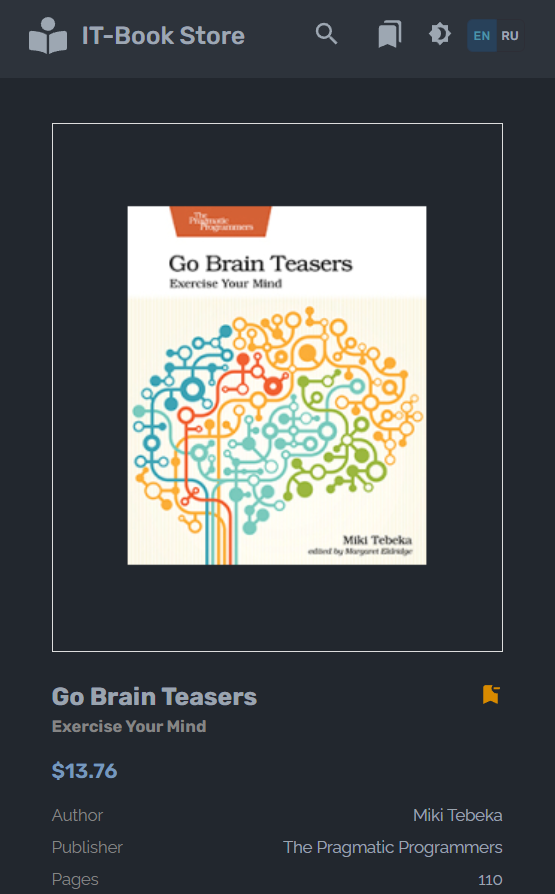 IT-Book Store
EN RU
The
Pragmatic
Programmers
Go Brain Teasers
Exercise Your Mind
Miki Tebeka
edited by Margaret Eldridge
Go Brain Teasers
Exercise Your Mind
$13.76
Author Miki Tebeka
Publisher The Pragmatic Programmers
Pages 110